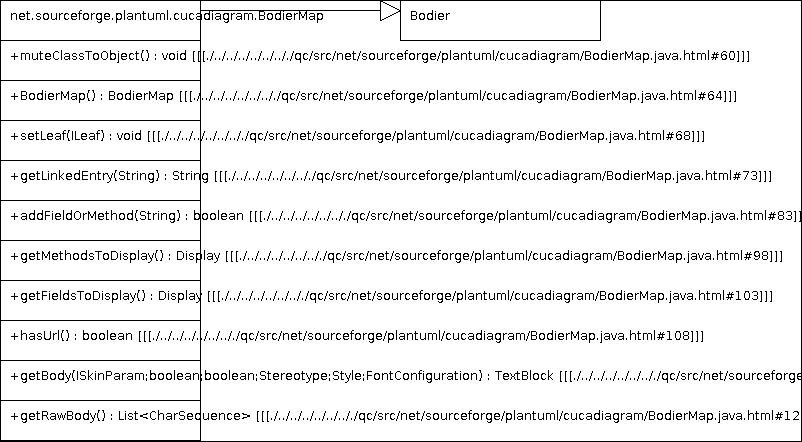 net.sourceforge.plantuml.cucadiagram.BodierMap
Bodier
+muteClassToObject() : void [[[./../../../../../../../qc/src/net/sourceforge/plantuml/cucadiagram/BodierMap.java.html#60]]]
+BodierMap() : BodierMap [[[./../../../../../../../qc/src/net/sourceforge/plantuml/cucadiagram/BodierMap.java.html#64]]]
+setLeaf(ILeaf) : void [[[./../../../../../../../qc/src/net/sourceforge/plantuml/cucadiagram/BodierMap.java.html#68]]]
+getLinkedEntry(String) : String [[[./../../../../../../../qc/src/net/sourceforge/plantuml/cucadiagram/BodierMap.java.html#73]]]
+addFieldOrMethod(String) : boolean [[[./../../../../../../../qc/src/net/sourceforge/plantuml/cucadiagram/BodierMap.java.html#83]]]
+getMethodsToDisplay() : Display [[[./../../../../../../../qc/src/net/sourceforge/plantuml/cucadiagram/BodierMap.java.html#98]]]
+getFieldsToDisplay() : Display [[[./../../../../../../../qc/src/net/sourceforge/plantuml/cucadiagram/BodierMap.java.html#103]]]
+hasUrl() : boolean [[[./../../../../../../../qc/src/net/sourceforge/plantuml/cucadiagram/BodierMap.java.html#108]]]
+getBody(ISkinParam;boolean;boolean;Stereotype;Style;FontConfiguration) : TextBlock [[[./../../../../../../../qc/src/net/sourceforge
+getRawBody() : List<CharSequence> [[[./../../../../../../../qc/src/net/sourceforge/plantuml/cucadiagram/BodierMap.java.html#12